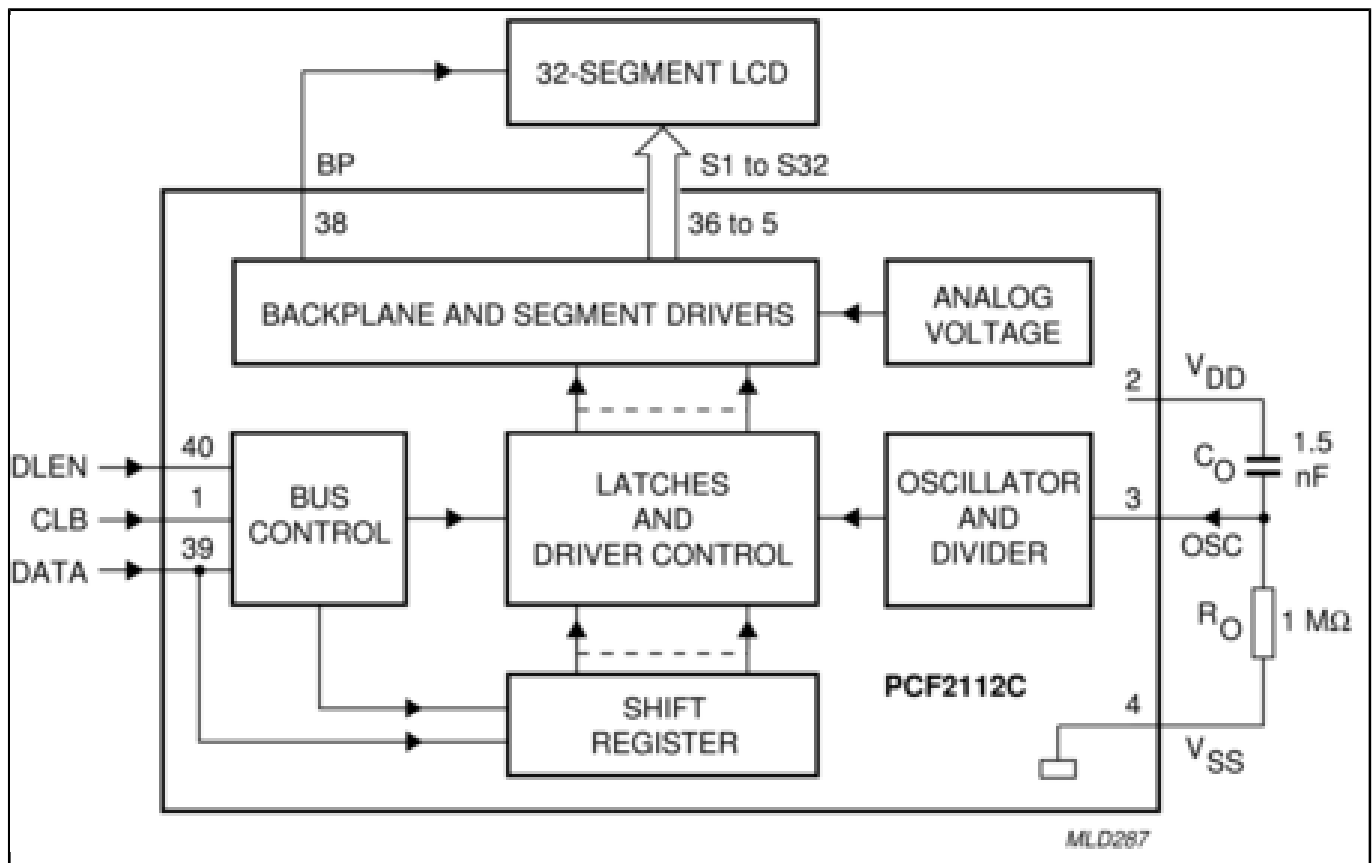 32-SEGMENT LCD
BP
S1 to S32
38
36 to 5
BACKPLANE AND SEGMENT DRIVERS
ANALOG
VOLTAGE
2
VDD
40
DLEN
1
CLB
39
DATA
BUS
CONTROL
LATCHES
AND
DRIVER CONTROL
OSCILLATOR
AND
DIVIDER
CO
1.5
nF
3
OSC
RO
1 MΩ
SHIFT
REGISTER
PCF2112C
4
VSS
MLD267